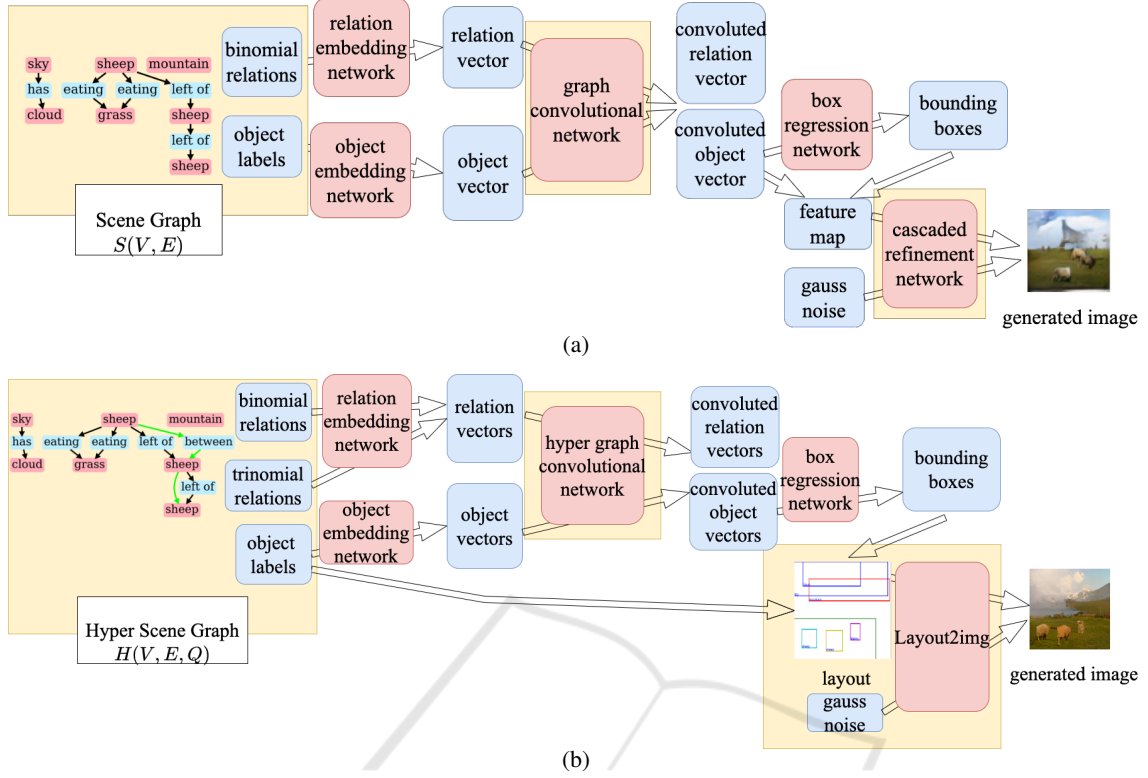 sky
sheep
mountain
has
eating
eating
left of
cloud
grass
sheep
left of
sheep
Scene Graph
S(V, E)
binomial
relations
object
labels
relation
embedding
network
object
embedding
network
relation
vector
object
vector
graph
convolutional
network
convoluted
relation
vector
convoluted
object
vector
box
regression
network
bounding
boxes
feature
map
gauss
noise
cascaded
refinement
network
generated image
(a)
sky
sheep
mountain
has
eating
eating
left of
between
cloud
grass
sheep
left of
sheep
Hyper Scene Graph
H(V, E, Q)
binomial
relations
trinomial
relations
object
labels
relation
embedding
network
object
embedding
network
relation
vectors
object
vectors
hyper graph
convolutional
network
convoluted
relation
vectors
convoluted
object
vectors
box
regression
network
bounding
boxes
layout
gauss
noise
Layout2img
generated image
(b)